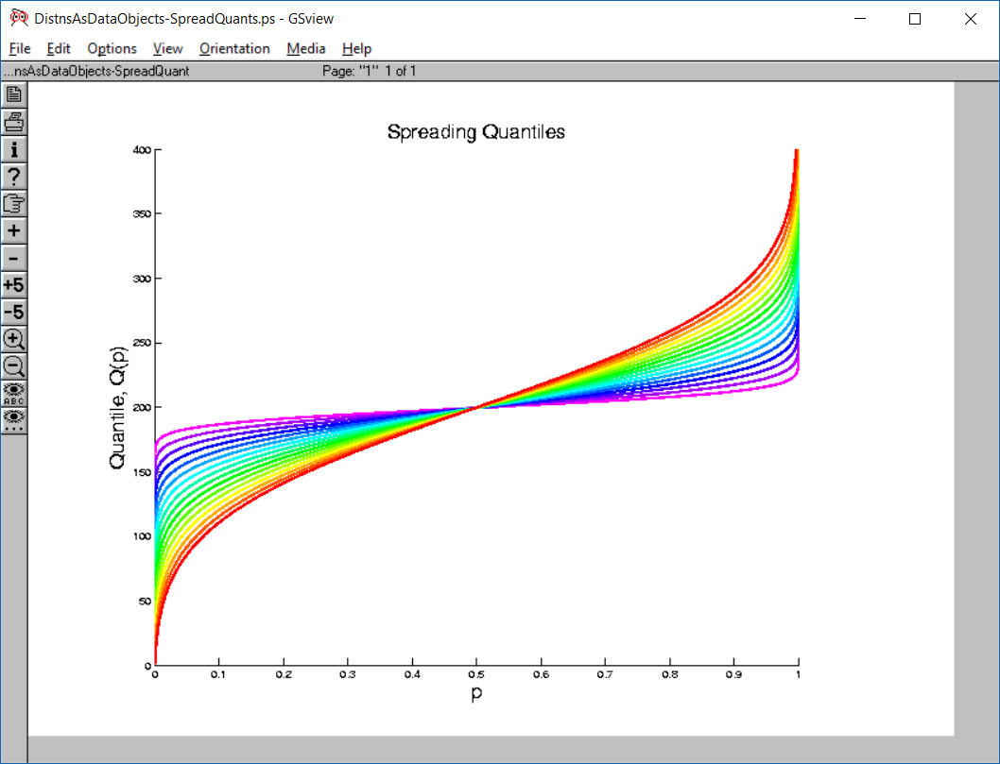 DistnsAsDataObjects-SpreadQuants.ps - GSview
File Edit Options View Orientation Media Help
...nsAsDataObjects-SpreadQuant Page: "1" 1 of 1
i
?
+
-
+5
-5
ABC
Spreading Quantiles
400
350
300
250
200
150
100
50
0
Quantile, Q(p)
0 0.1 0.2 0.3 0.4 0.5 0.6 0.7 0.8 0.9 1
p